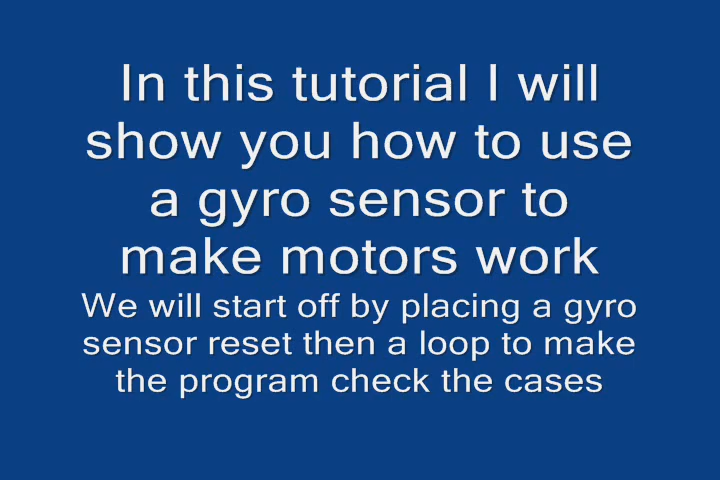 In this tutorial I will
show you how to use
a gyro sensor to
make motors work
We will start off by placing a gyro
sensor reset then a loop to make
the program check the cases